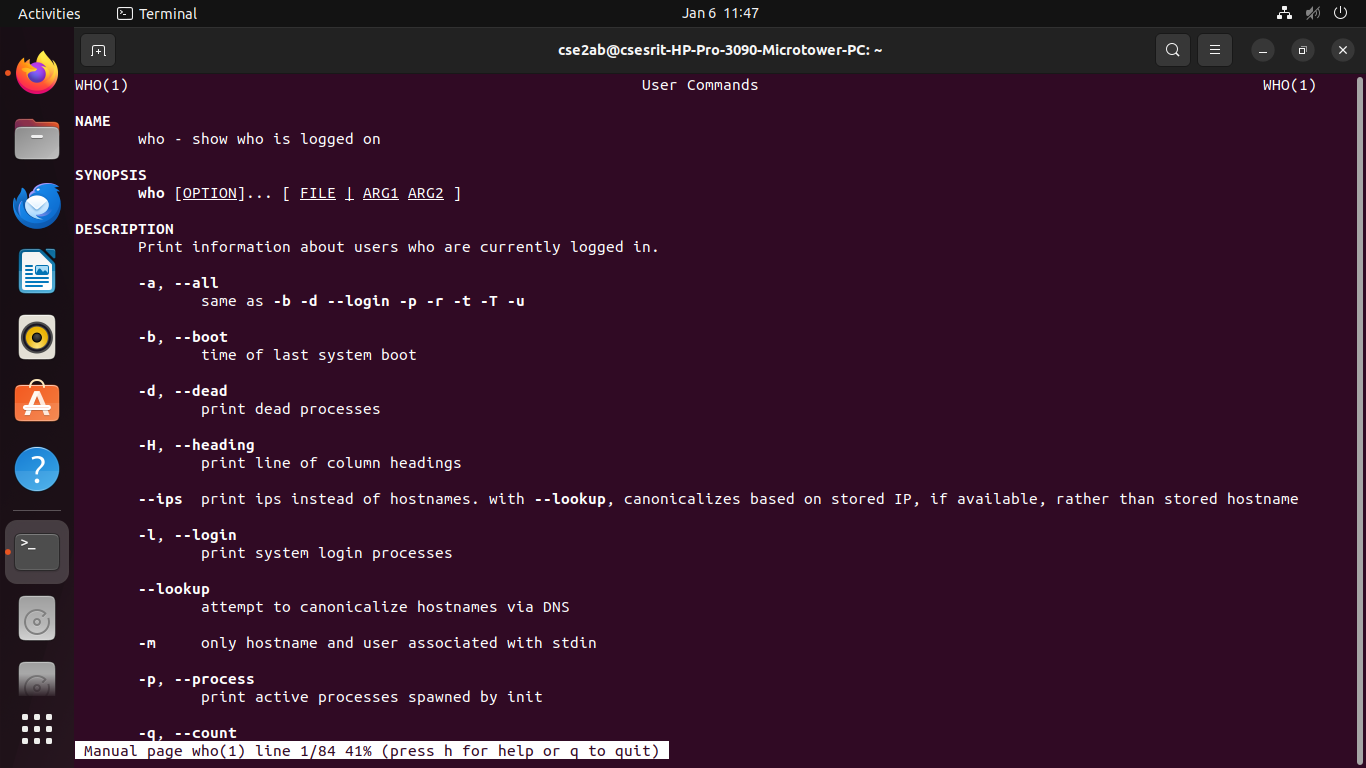 Activities Terminal Jan 6 11:47
cse2ab@csesrit-HP-Pro-3090-Microtower-PC: ~
WHO(1) User Commands WHO(1)
NAME
who - show who is logged on
SYNOPSIS
who [OPTION]... [ FILE | ARG1 ARG2 ]
DESCRIPTION
Print information about users who are currently logged in.
-a, --all
same as -b -d --login -p -r -t -T -u
-b, --boot
time of last system boot
-d, --dead
print dead processes
-H, --heading
print line of column headings
--ips print ips instead of hostnames. with --lookup, canonicalizes based on stored IP, if available, rather than stored hostname
-l, --login
print system login processes
--lookup
attempt to canonicalize hostnames via DNS
-m only hostname and user associated with stdin
-p, --process
print active processes spawned by init
-q, --count
Manual page who(1) line 1/84 41% (press h for help or q to quit)